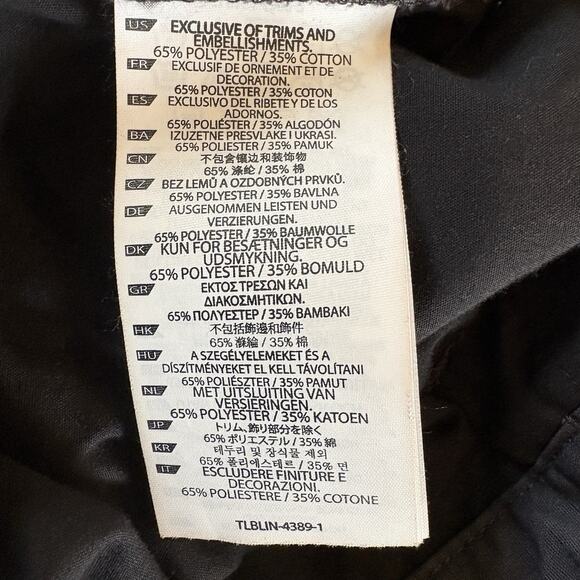 US EXCLUSIVE OF TRIMS AND
EMBELLISHMENTS.
65% POLYESTER / 35% COTTON
FR EXCLUSIF DE ORNEMENT ET DE
DECORATION.
65% POLYESTER / 35% COTON
ES EXCLUSIVO DEL RIBETE Y DE LOS
ADORNOS.
65% POLIÉSTER / 35% ALGODÓN
BA IZUZETNE PRESVLAKE I UKRASI.
65% POLIESTER / 35% PAMUK
CN 不包含镶边和装饰物
65% 涤纶 / 35% 棉
CZ BEZ LEMŮ A OZDOBNÝCH PRVKŮ.
65% POLYESTER / 35% BAVLNA
DE AUSGENOMMEN LEISTEN UND
VERZIERUNGEN.
65% POLYESTER / 35% BAUMWOLLE
DK KUN FOR BESÆTNINGER OG
UDSMYKNING.
65% POLYESTER / 35% BOMULD
GR ΕΚΤΟΣ ΤΡΕΣΩΝ ΚΑΙ
ΔΙΑΚΟΣΜΗΤΙΚΩΝ.
65% ΠΟΛΥΕΣΤΕΡ / 35% ΒΑΜΒΑΚΙ
HK 不包括飾邊和飾件
65% 滌綸 / 35% 棉
HU A SZEGÉLYELEMEKET ÉS A
DÍSZÍTMÉNYEKET EL KELL TÁVOLÍTANI
65% POLIÉSZTER / 35% PAMUT
NL MET UITSLUITING VAN
VERSIERINGEN.
65% POLYESTER / 35% KATOEN
JP トリム、飾り部分を除く
65% ポリエステル / 35% 綿
KR 테두리 및 장식물 제외
65% 폴리에스테르 / 35% 면
IT ESCLUDERE FINITURE E
DECORAZIONI.
65% POLIESTERE / 35% COTONE
TLBLIN-4389-1